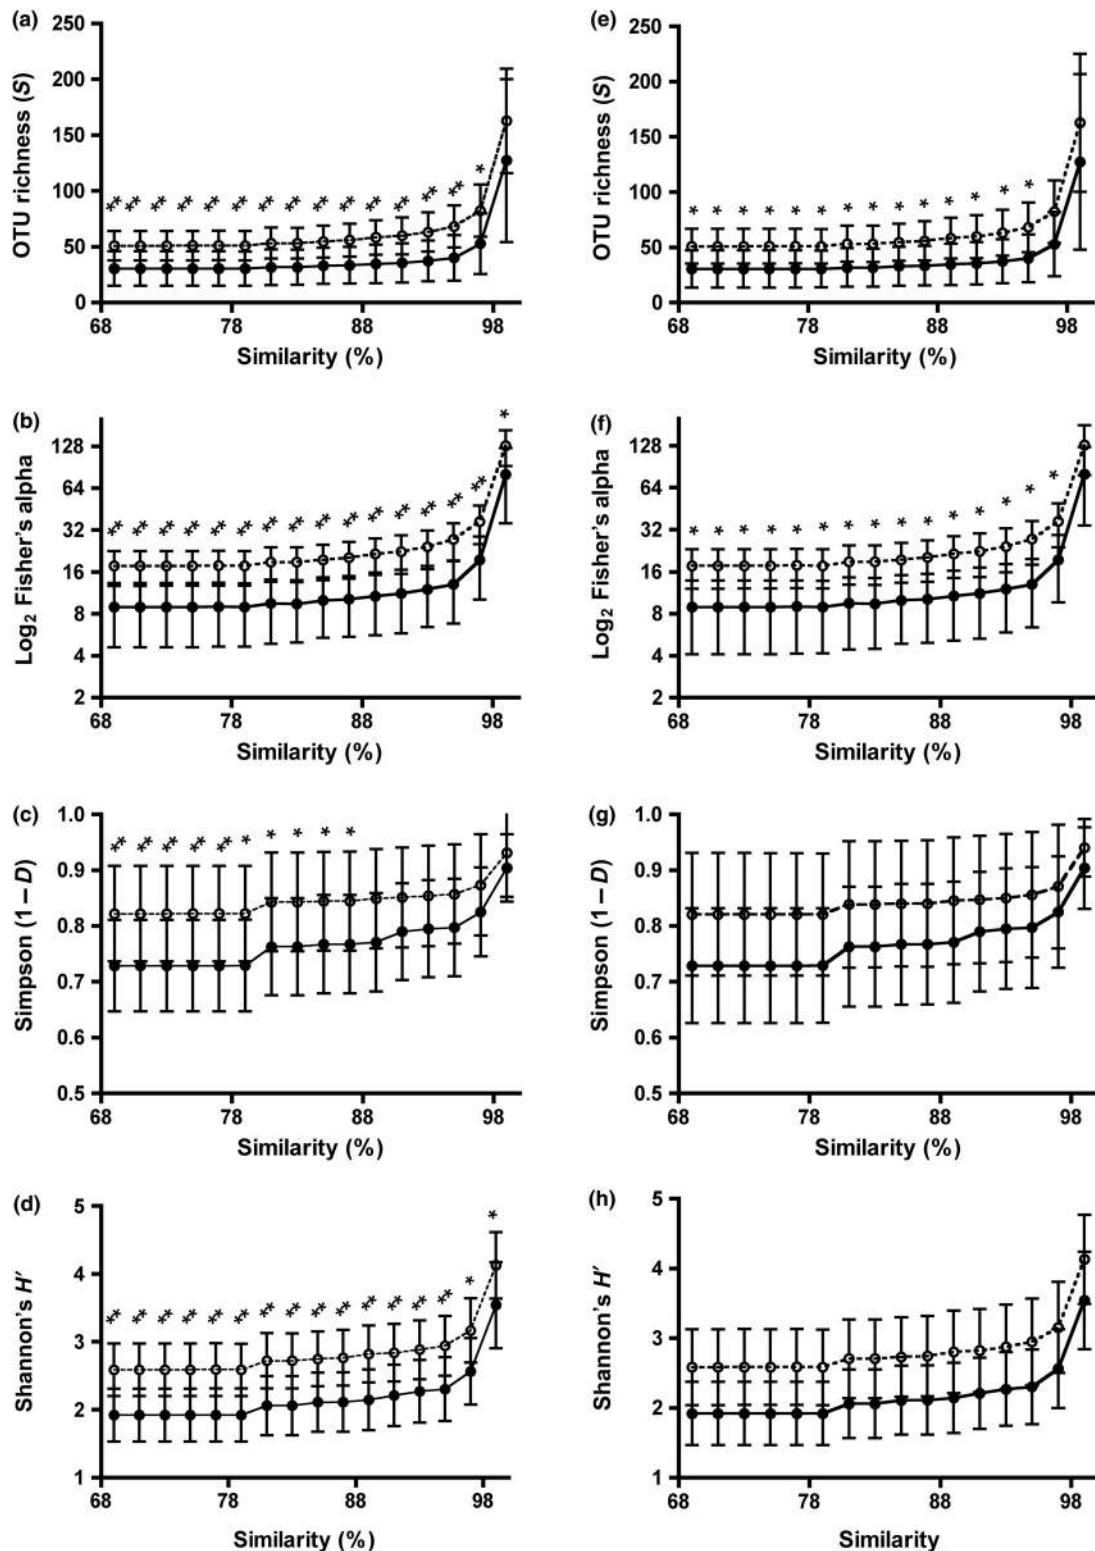 (a)
250
200
150
100
50
0
OTU richness (S)
** ** ** ** ** ** ** ** ** ** ** ** ** ** *
68 78 88 98
Similarity (%)
(e)
250
200
150
100
50
0
OTU richness (S)
* * * * * * * * * * * * * *
68 78 88 98
Similarity (%)
(b)
128
64
32
16
8
4
2
Log2 Fisher's alpha
** ** ** ** ** ** ** ** ** ** ** ** ** ** ** *
68 78 88 98
Similarity (%)
(f)
128
64
32
16
8
4
2
Log2 Fisher's alpha
* * * * * * * * * * * * * * *
68 78 88 98
Similarity (%)
(c)
1.0
0.9
0.8
0.7
0.6
0.5
Simpson (1 – D)
** ** ** ** ** * * * * *
68 78 88 98
Similarity (%)
(g)
1.0
0.9
0.8
0.7
0.6
0.5
Simpson (1 – D)
68 78 88 98
Similarity (%)
(d)
5
4
3
2
1
Shannon's H′
** ** ** ** ** ** ** ** ** ** ** ** ** ** * *
68 78 88 98
Similarity (%)
(h)
5
4
3
2
1
Shannon's H′
68 78 88 98
Similarity